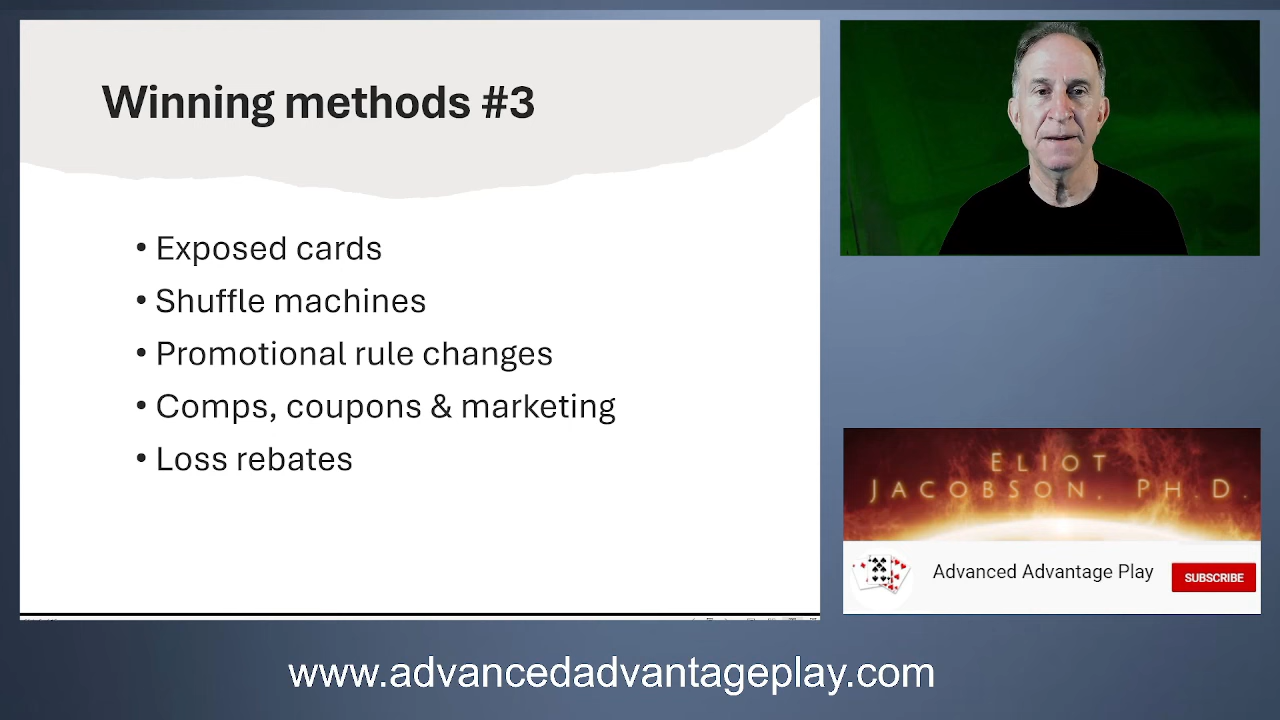 Winning methods #3
• Exposed cards
• Shuffle machines
• Promotional rule changes
• Comps, coupons & marketing
• Loss rebates
ELIOT
JACOBSON, PH.D.
Advanced Advantage Play
SUBSCRIBE
www.advancedadvantageplay.com